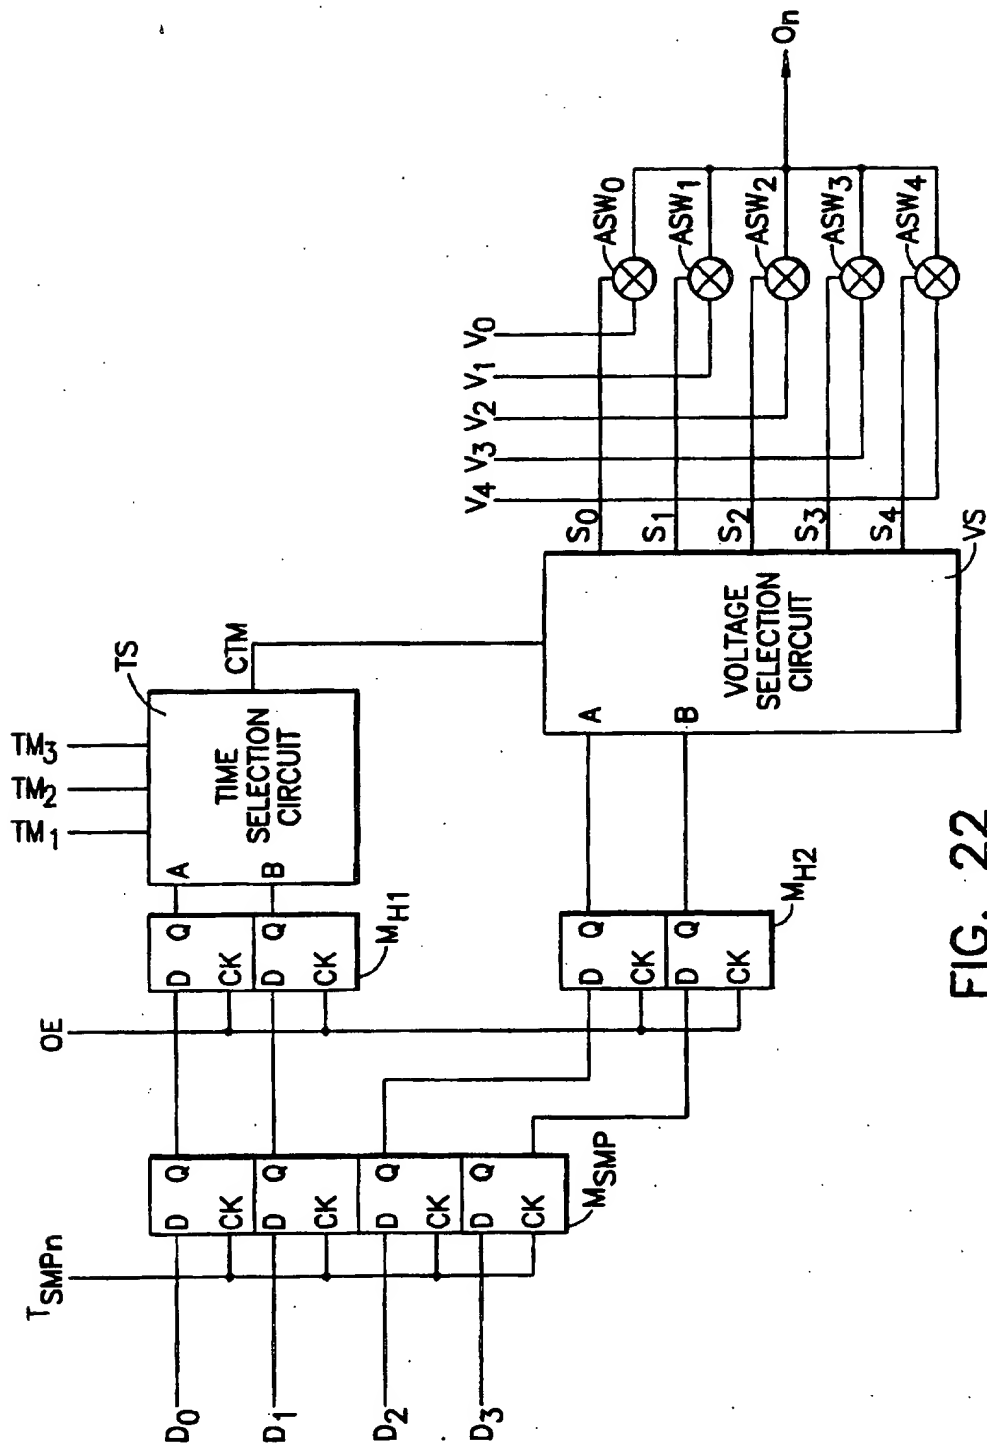 D0
D1
D2
D3
TSMPn
D Q
CK
D Q
CK
D Q
CK
D Q
CK
MSMP
OE
D Q
CK
D Q
CK
MH1
D Q
CK
D Q
CK
MH2
TM1
TM2
TM3
A
B
TIME
SELECTION
CIRCUIT
TS
CTM
A
B
VOLTAGE
SELECTION
CIRCUIT
VS
S0
S1
S2
S3
S4
V4
V3
V2
V1
V0
ASW0
ASW1
ASW2
ASW3
ASW4
On
FIG. 22